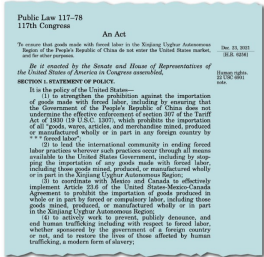 Public Law 117–78
117th Congress
An Act
To ensure that goods made with forced labor in the Xinjiang Uyghur Autonomous
Region of the People's Republic of China do not enter the United States market,
and for other purposes.
Dec. 23, 2021
[H.R. 6256]
Be it enacted by the Senate and House of Representatives of
the United States of America in Congress assembled,
Human rights.
22 USC 6901
note.
SECTION 1. STATEMENT OF POLICY.
It is the policy of the United States—
(1) to strengthen the prohibition against the importation
of goods made with forced labor, including by ensuring that
the Government of the People's Republic of China does not
undermine the effective enforcement of section 307 of the Tariff
Act of 1930 (19 U.S.C. 1307), which prohibits the importation
of all "goods, wares, articles, and merchandise mined, produced
or manufactured wholly or in part in any foreign country by
* * * forced labor";
(2) to lead the international community in ending forced
labor practices wherever such practices occur through all means
available to the United States Government, including by stop-
ping the importation of any goods made with forced labor,
including those goods mined, produced, or manufactured wholly
or in part in the Xinjiang Uyghur Autonomous Region;
(3) to coordinate with Mexico and Canada to effectively
implement Article 23.6 of the United States-Mexico-Canada
Agreement to prohibit the importation of goods produced in
whole or in part by forced or compulsory labor, including those
goods mined, produced, or manufactured wholly or in part
in the Xinjiang Uyghur Autonomous Region;
(4) to actively work to prevent, publicly denounce, and
end human trafficking including with respect to forced labor,
whether sponsored by the government of a foreign country
or not, and to restore the lives of those affected by human
trafficking, a modern form of slavery;